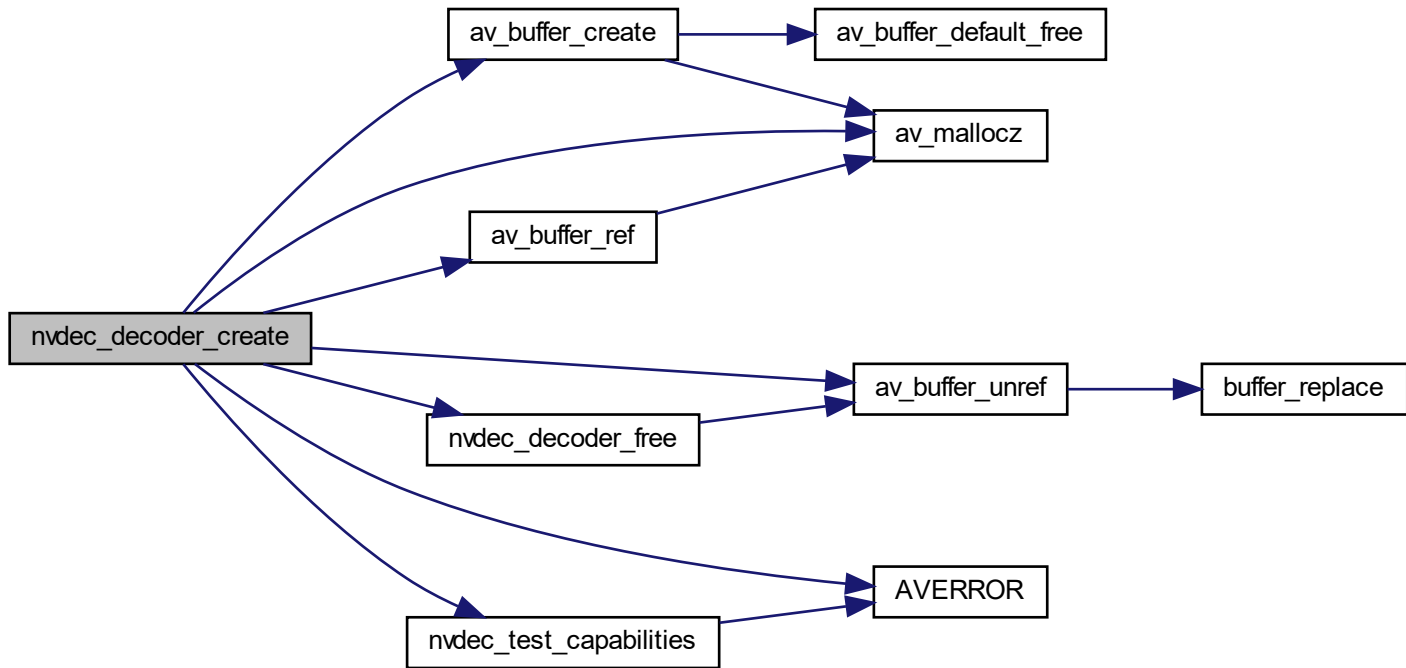 av_buffer_create
av_buffer_default_free
av_mallocz
av_buffer_ref
nvdec_decoder_create
av_buffer_unref
buffer_replace
nvdec_decoder_free
AVERROR
nvdec_test_capabilities